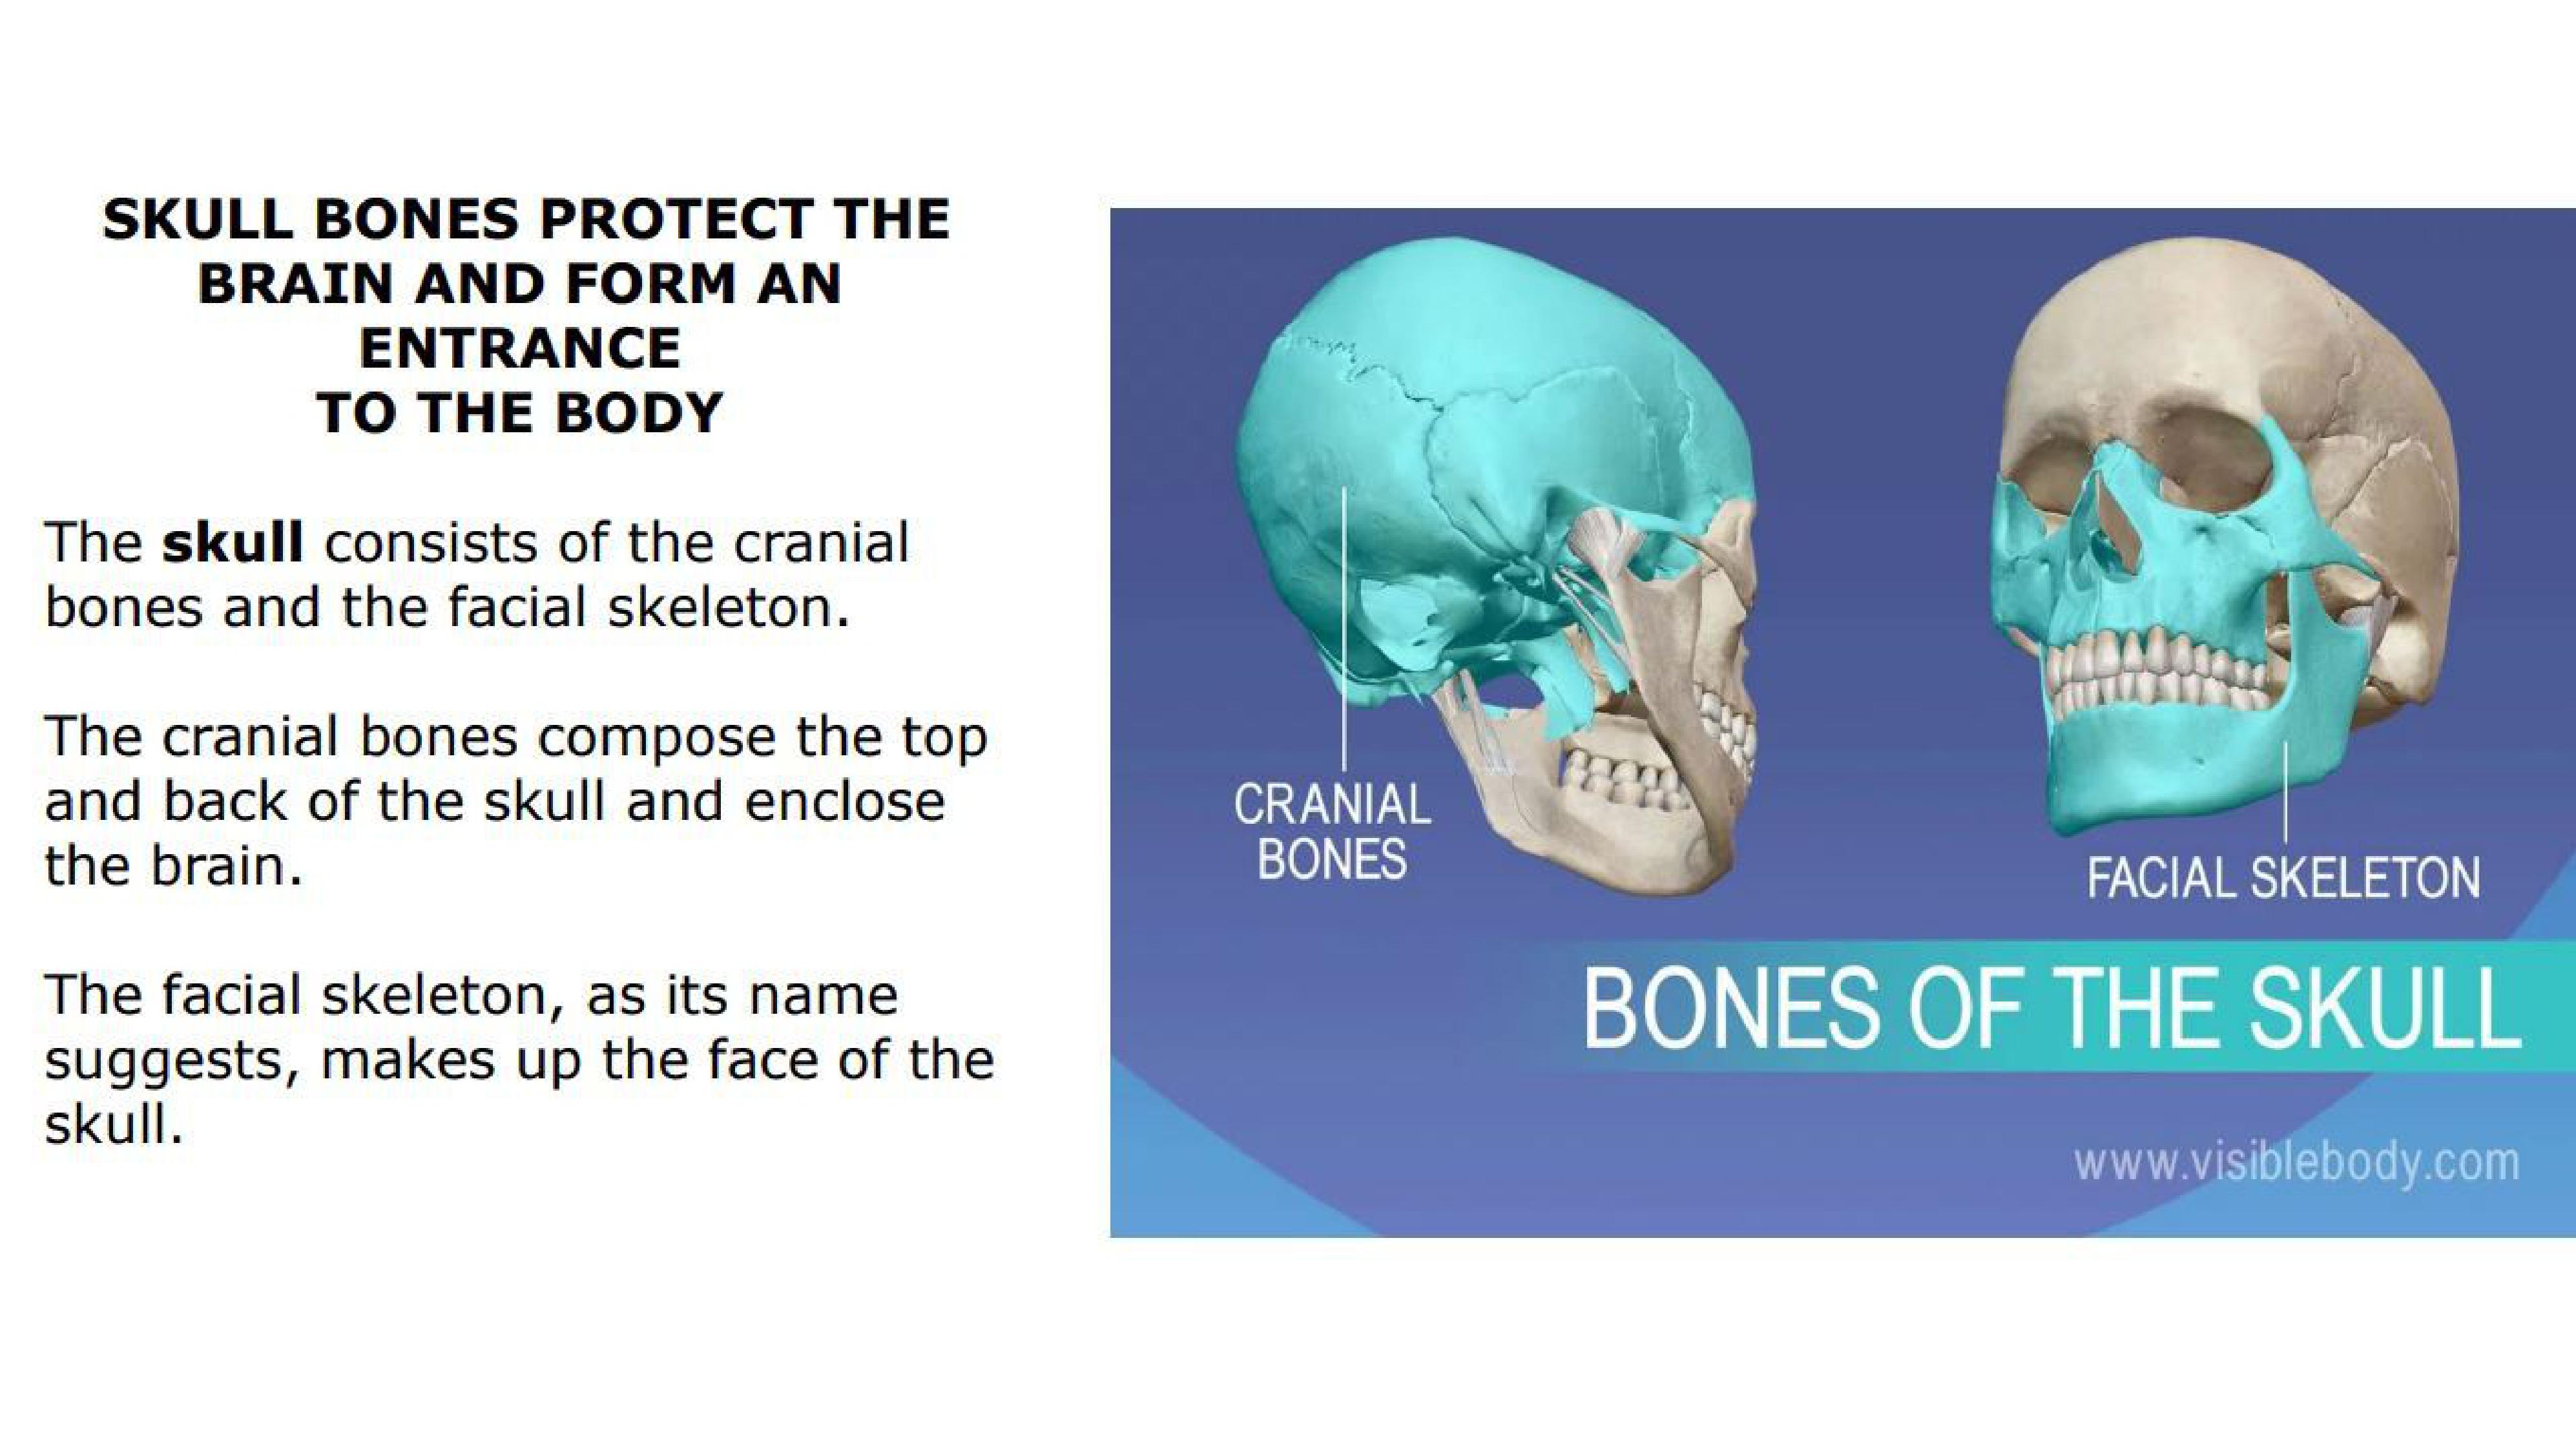 SKULL BONES PROTECT THE
BRAIN AND FORM AN
ENTRANCE
TO THE BODY
The skull consists of the cranial
bones and the facial skeleton.
The cranial bones compose the top
and back of the skull and enclose
the brain.
The facial skeleton, as its name
suggests, makes up the face of the
skull.
CRANIAL
BONES
FACIAL SKELETON
BONES OF THE SKULL
www.visiblebody.com